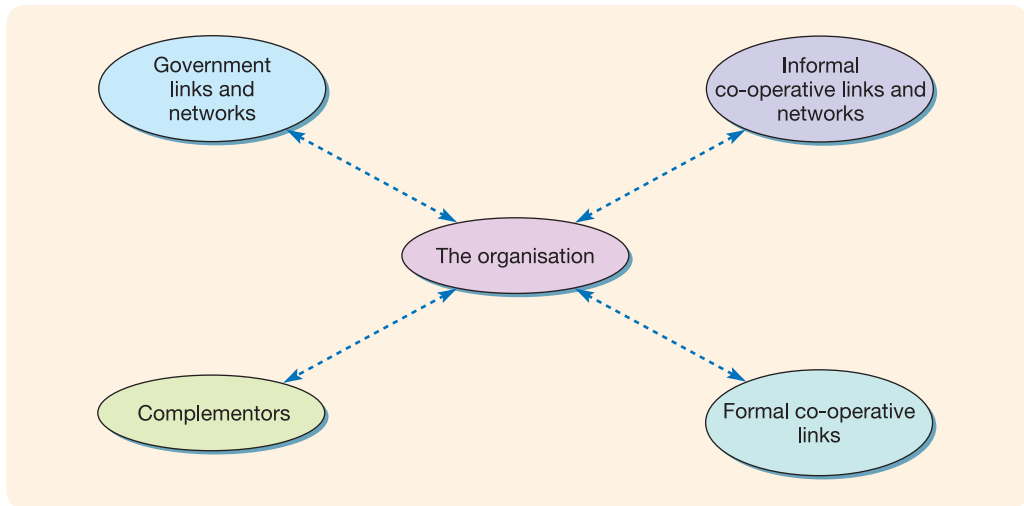 Government
links and
networks
Informal
co-operative links and
networks
The organisation
Complementors
Formal co-operative
links